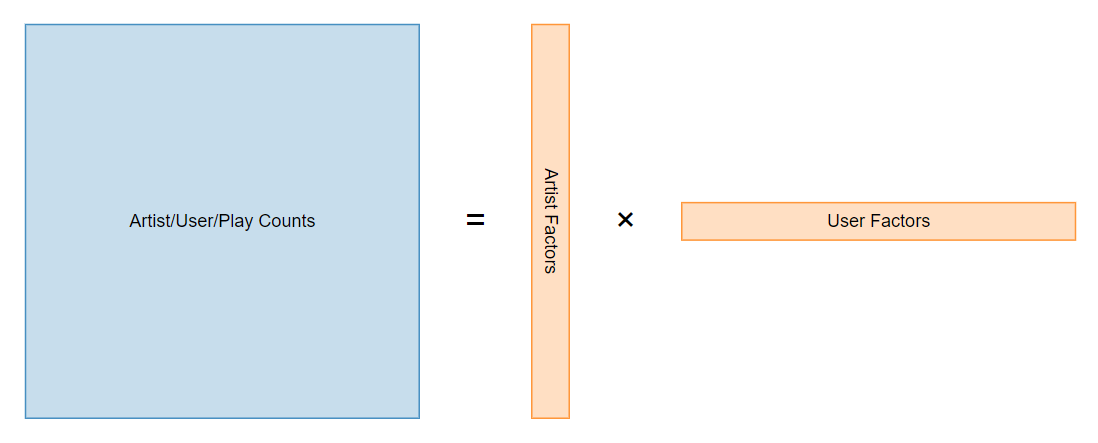 Artist/User/Play Counts
=
Artist Factors
×
User Factors